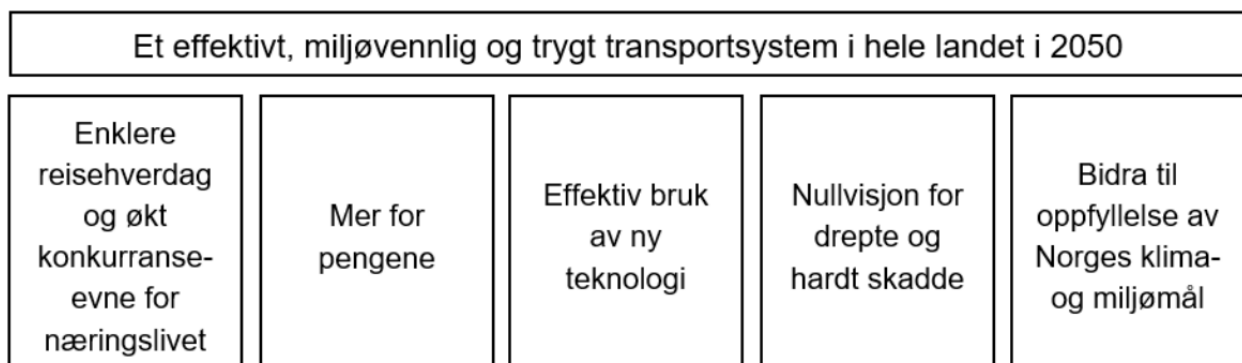 Et effektivt, miljøvennlig og trygt transportsystem i hele landet i 2050
Enklere
reisehverdag
og økt
konkurranse-
evne for
næringslivet
Mer for
pengene
Effektiv bruk
av ny
teknologi
Nullvisjon for
drepte og
hardt skadde
Bidra til
oppfyllelse av
Norges klima-
og miljømål